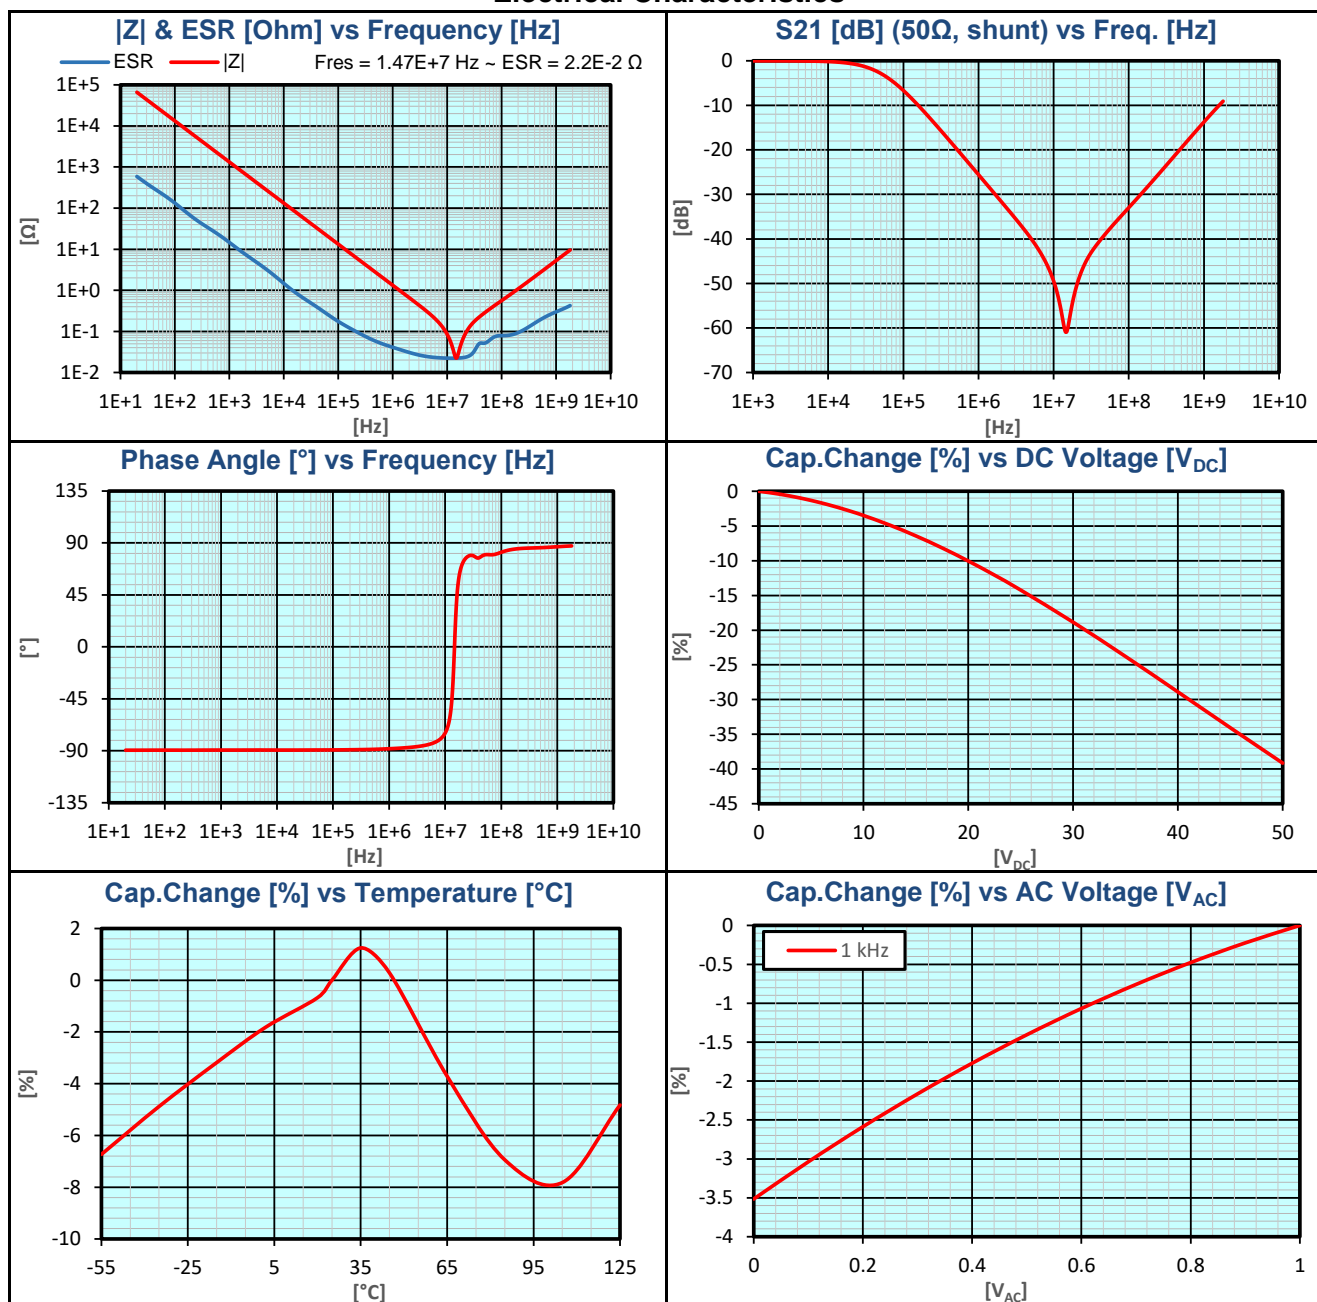 |Z| & ESR [Ohm] vs Frequency [Hz]
ESR |Z| Fres = 1.47E+7 Hz ~ ESR = 2.2E-2 Ω
1E+5
1E+4
1E+3
1E+2
1E+1
1E+0
1E-1
1E-2
[Ω]
1E+1 1E+2 1E+3 1E+4 1E+5 1E+6 1E+7 1E+8 1E+9 1E+10
[Hz]
S21 [dB] (50Ω, shunt) vs Freq. [Hz]
0
-10
-20
-30
-40
-50
-60
-70
[dB]
1E+3 1E+4 1E+5 1E+6 1E+7 1E+8 1E+9 1E+10
[Hz]
Phase Angle [°] vs Frequency [Hz]
135
90
45
0
-45
-90
-135
[°]
1E+1 1E+2 1E+3 1E+4 1E+5 1E+6 1E+7 1E+8 1E+9 1E+10
[Hz]
Cap.Change [%] vs DC Voltage [VDC]
0
-5
-10
-15
-20
-25
-30
-35
-40
-45
[%]
0 10 20 30 40 50
[VDC]
Cap.Change [%] vs Temperature [°C]
2
0
-2
-4
-6
-8
-10
[%]
-55 -25 5 35 65 95 125
[°C]
Cap.Change [%] vs AC Voltage [VAC]
1 kHz
0
-0.5
-1
-1.5
-2
-2.5
-3
-3.5
-4
[%]
0 0.2 0.4 0.6 0.8 1
[VAC]